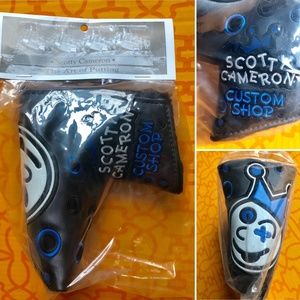 • Scotty Cameron •
The Art of Putting
SCOTTY
CAMERON
CUSTOM
SHOP
SCOTTY
CAMERON
CUSTOM
SHOP